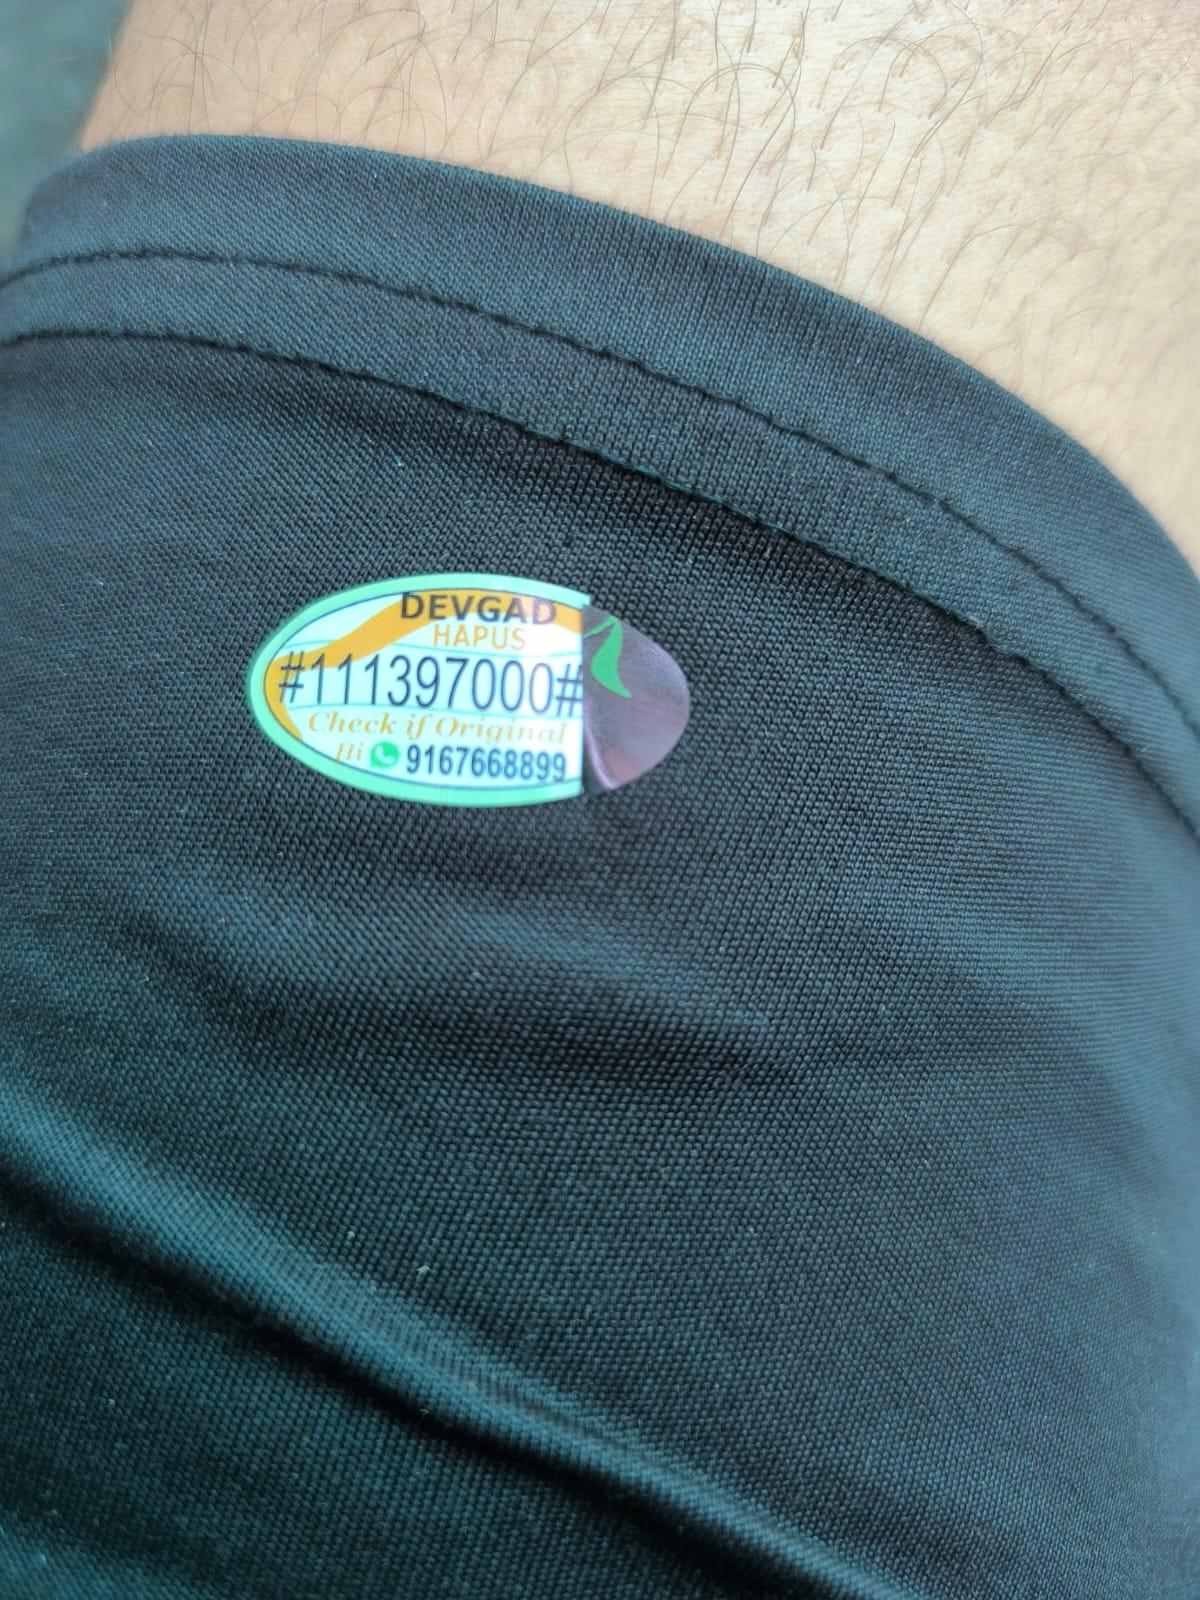 DEVGAD
HAPUS
#111397000#
Check if Original
Hi 9167668899